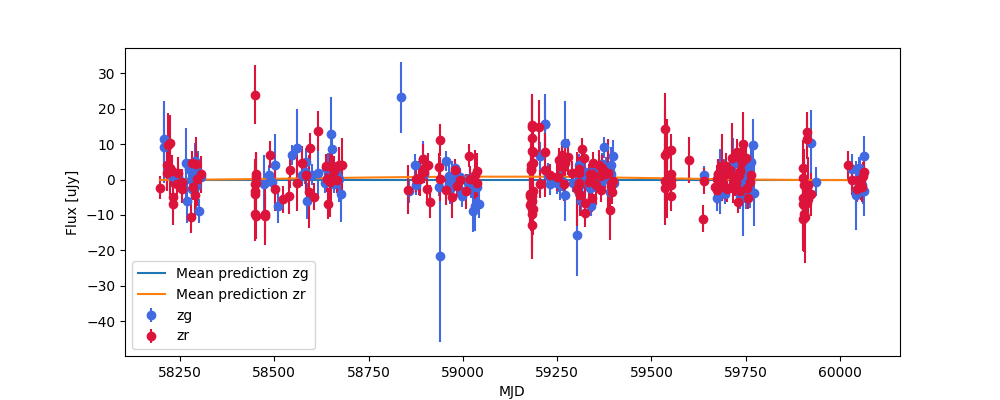 30
20
10
0
−10
−20
−30
−40
Flux [uJy]
Mean prediction zg
Mean prediction zr
zg
zr
58250 58500 58750 59000 59250 59500 59750 60000
MJD